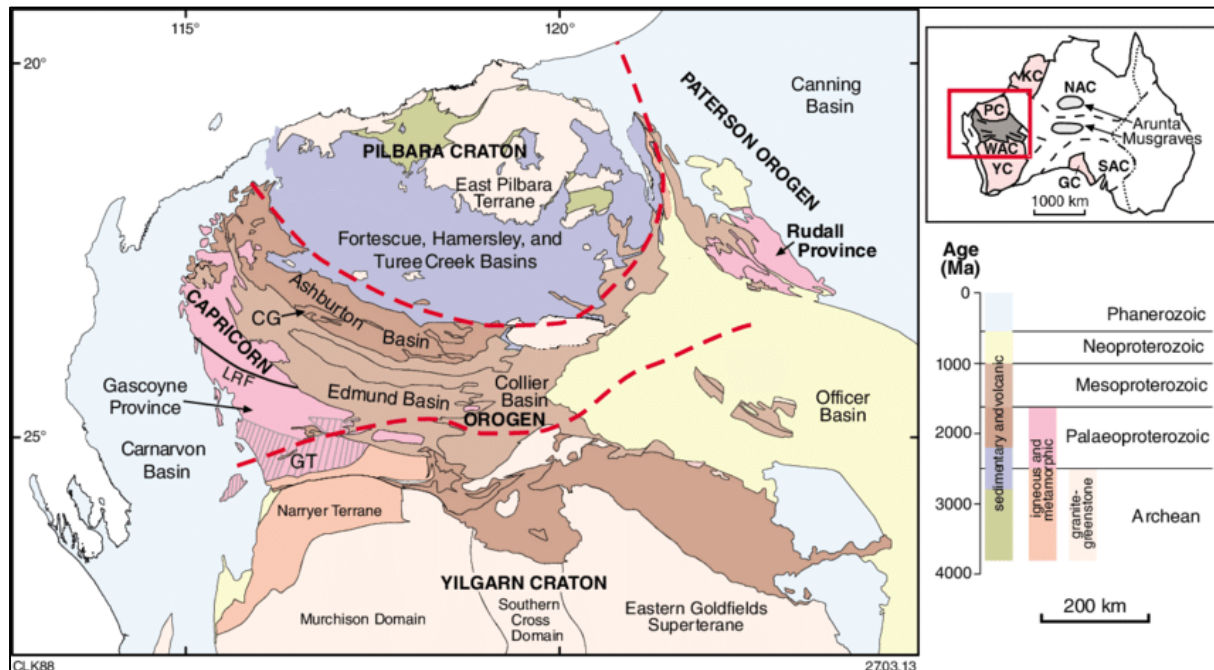 115°
120°
20°
25°
PATERSON OROGEN
Canning
Basin
PILBARA CRATON
East Pilbara
Terrane
Rudall
Province
Fortescue, Hamersley, and
Turee Creek Basins
Ashburton
Basin
CG
CAPRICORN
LRF
Gascoyne
Province
Edmund Basin
Collier
Basin
OROGEN
Officer
Basin
Carnarvon
Basin
GT
Narryer Terrane
YILGARN CRATON
Murchison Domain
Southern
Cross
Domain
Eastern Goldfields
Superterane
CLK88
27.03.13
KC
NAC
PC
Arunta
Musgraves
WAC
YC
GC
SAC
1000 km
Age
(Ma)
0
1000
2000
3000
4000
sedimentary and volcanic
igneous and
metamorphic
granite-
greenstone
Phanerozoic
Neoproterozoic
Mesoproterozoic
Palaeoproterozoic
Archean
200 km